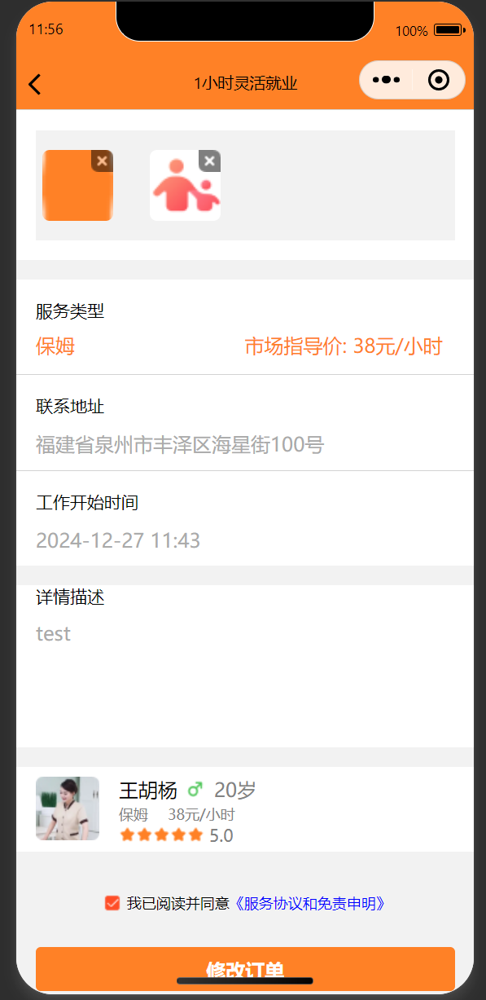 11:56
100%
1小时灵活就业
服务类型
保姆 市场指导价: 38元/小时
联系地址
福建省泉州市丰泽区海星街100号
工作开始时间
2024-12-27 11:43
详情描述
test
王胡杨 20岁
保姆 38元/小时
5.0
我已阅读并同意《服务协议和免责申明》
修改订单